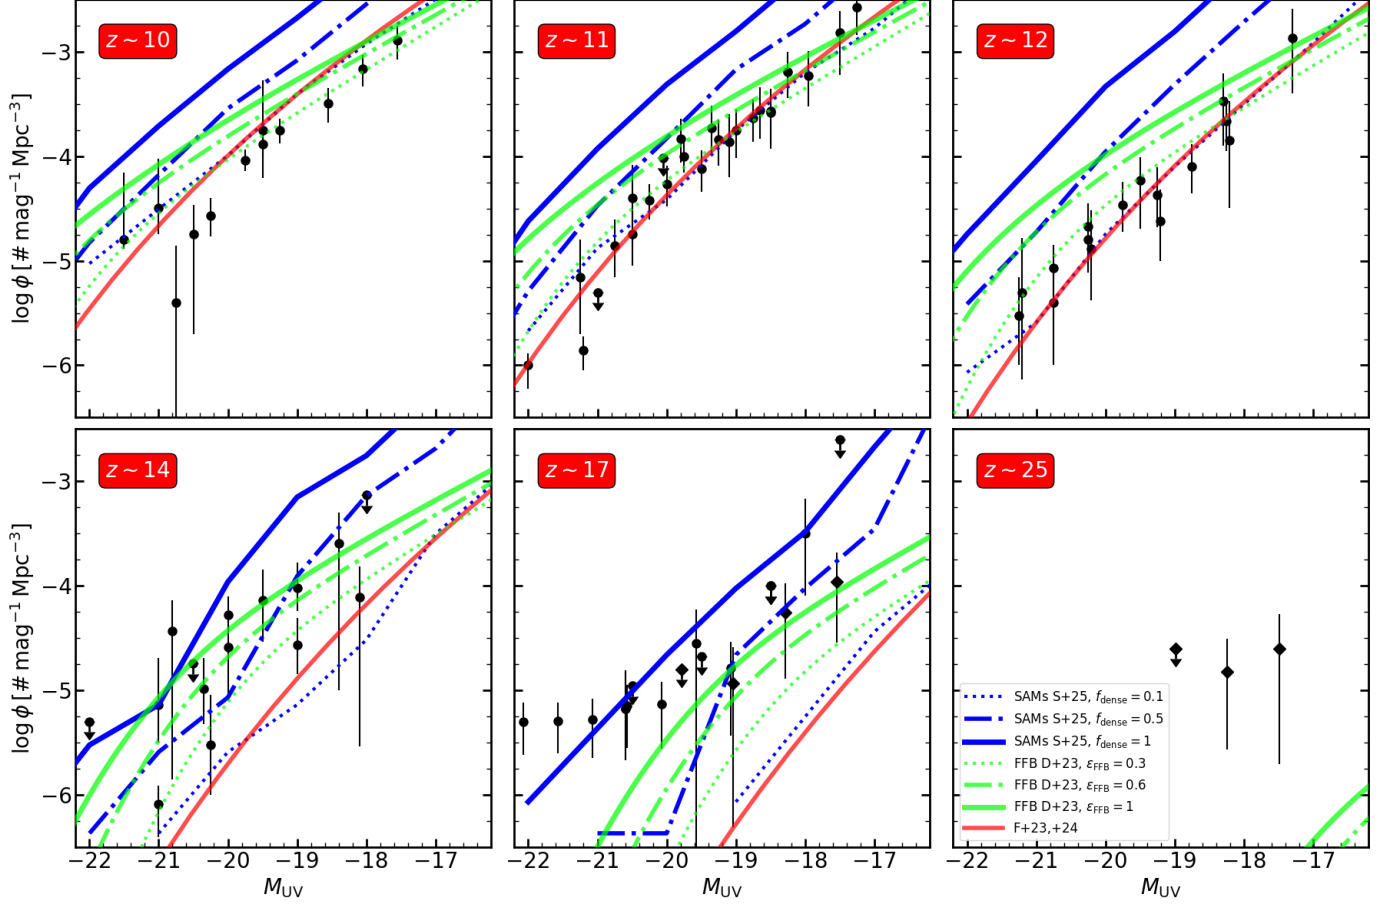 z ~ 10
z ~ 11
z ~ 12
−3
−4
−5
−6
log ϕ [# mag⁻¹ Mpc⁻³]
z ~ 14
z ~ 17
z ~ 25
−3
−4
−5
−6
log ϕ [# mag⁻¹ Mpc⁻³]
SAMs S+25, f_dense = 0.1
SAMs S+25, f_dense = 0.5
SAMs S+25, f_dense = 1
FFB D+23, ε_FFB = 0.3
FFB D+23, ε_FFB = 0.6
FFB D+23, ε_FFB = 1
F+23,+24
−22 −21 −20 −19 −18 −17
−22 −21 −20 −19 −18 −17
−22 −21 −20 −19 −18 −17
M_UV
M_UV
M_UV